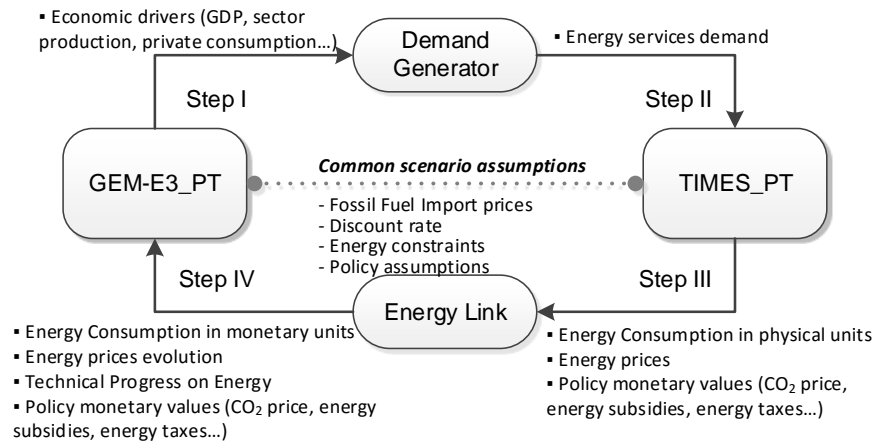 ▪ Economic drivers (GDP, sector
production, private consumption…)
Demand
Generator
▪ Energy services demand
Step I
Step II
GEM-E3_PT
Common scenario assumptions
TIMES_PT
- Fossil Fuel Import prices
- Discount rate
- Energy constraints
- Policy assumptions
Step IV
Step III
Energy Link
▪ Energy Consumption in monetary units
▪ Energy prices evolution
▪ Technical Progress on Energy
▪ Policy monetary values (CO₂ price, energy
subsidies, energy taxes…)
▪ Energy Consumption in physical units
▪ Energy prices
▪ Policy monetary values (CO₂ price,
energy subsidies, energy taxes…)